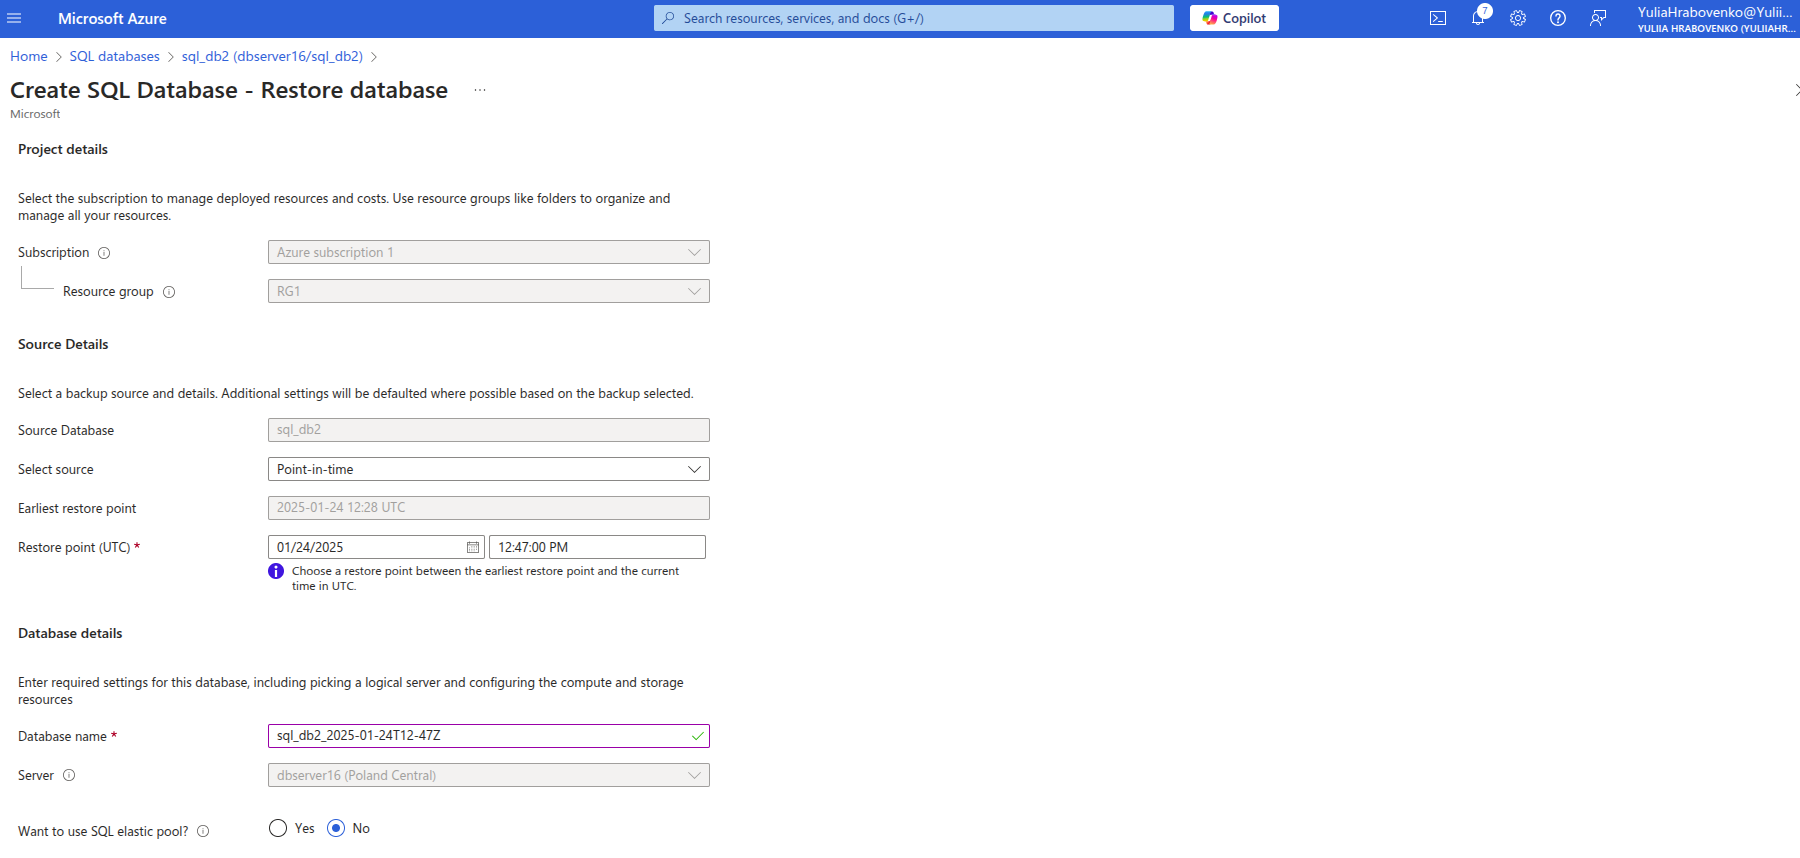 Microsoft Azure
Search resources, services, and docs (G+/)
Copilot
7
YuliaHrabovenko@Yulii...
YULIIA HRABOVENKO (YULIIAHR...
Home > SQL databases > sql_db2 (dbserver16/sql_db2) >
Create SQL Database - Restore database ...
Microsoft
Project details
Select the subscription to manage deployed resources and costs. Use resource groups like folders to organize and
manage all your resources.
Subscription
Azure subscription 1
Resource group
RG1
Source Details
Select a backup source and details. Additional settings will be defaulted where possible based on the backup selected.
Source Database
sql_db2
Select source
Point-in-time
Earliest restore point
2025-01-24 12:28 UTC
Restore point (UTC) *
01/24/2025
12:47:00 PM
Choose a restore point between the earliest restore point and the current
time in UTC.
Database details
Enter required settings for this database, including picking a logical server and configuring the compute and storage
resources
Database name *
sql_db2_2025-01-24T12-47Z
Server
dbserver16 (Poland Central)
Want to use SQL elastic pool?
Yes
No